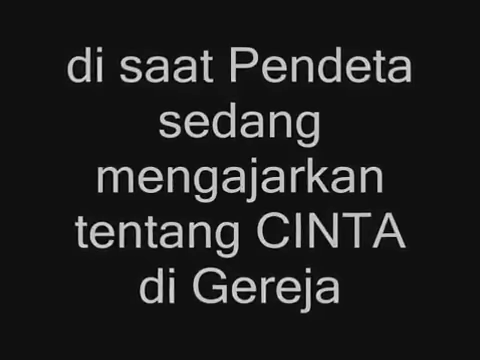 di saat Pendeta
sedang
mengajarkan
tentang CINTA
di Gereja